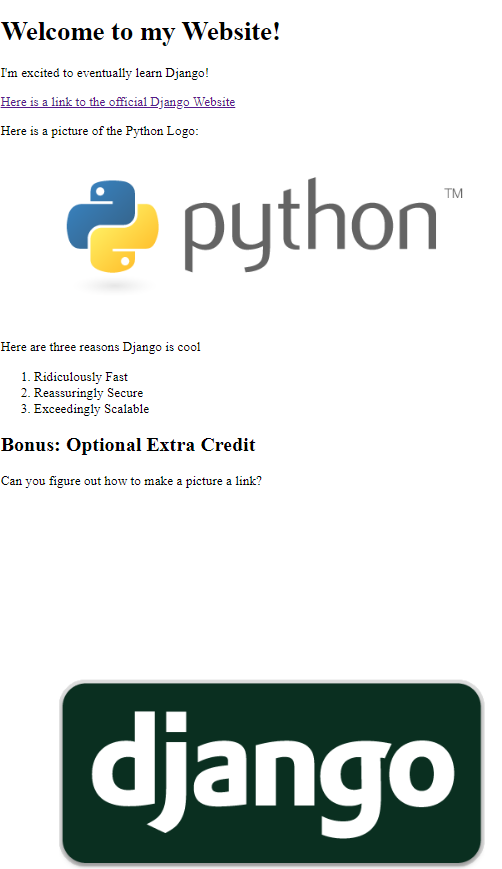 Welcome to my Website!
I'm excited to eventually learn Django!
Here is a link to the official Django Website
Here is a picture of the Python Logo:
python™
Here are three reasons Django is cool
1. Ridiculously Fast
2. Reassuringly Secure
3. Exceedingly Scalable
Bonus: Optional Extra Credit
Can you figure out how to make a picture a link?
django